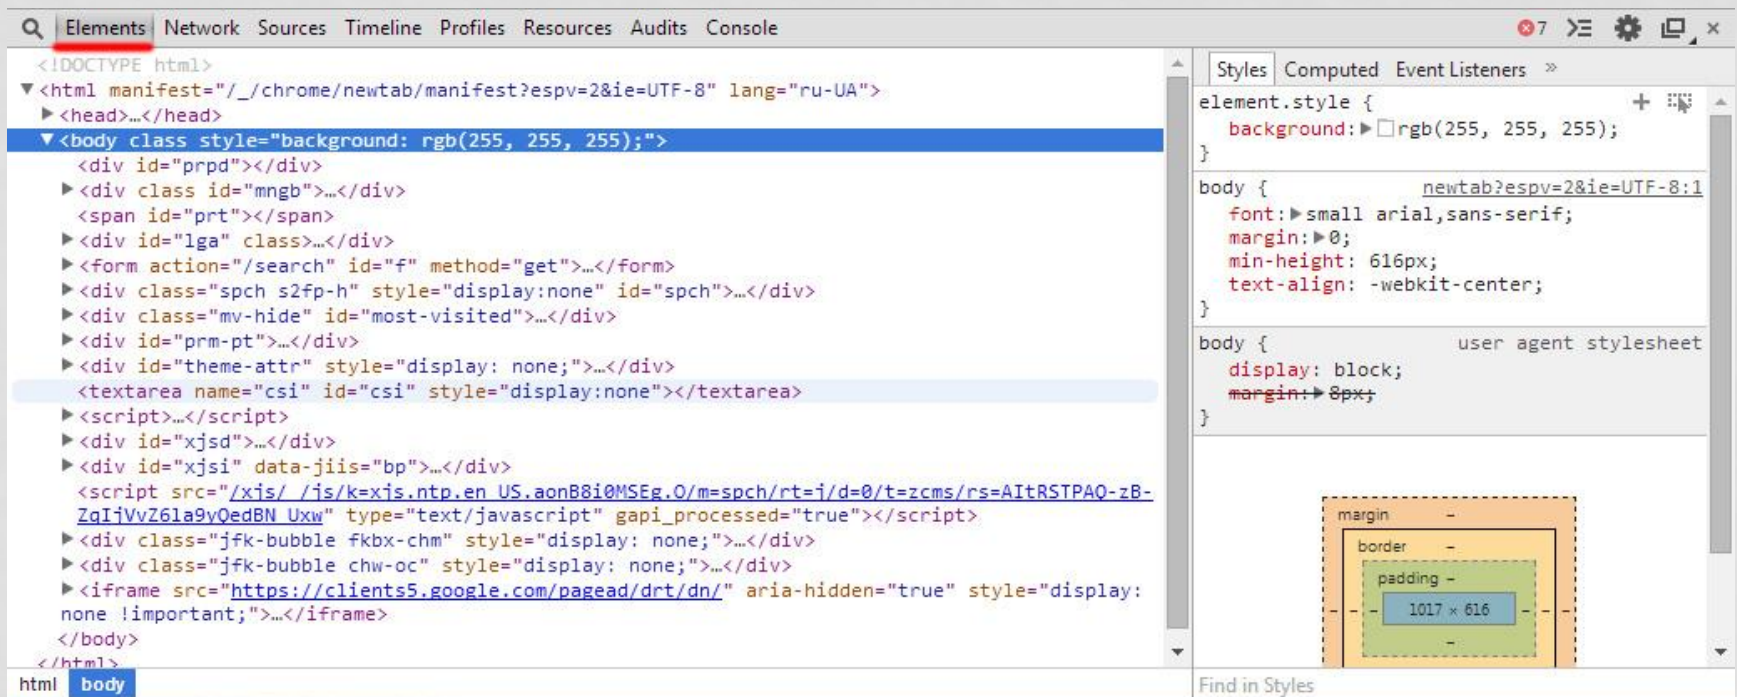 Elements Network Sources Timeline Profiles Resources Audits Console
7
<!DOCTYPE html>
<html manifest="/_/chrome/newtab/manifest?espv=2&ie=UTF-8" lang="ru-UA">
<head>…</head>
<body class style="background: rgb(255, 255, 255);">
<div id="prpd"></div>
<div class id="mngb">…</div>
<span id="prt"></span>
<div id="lga" class>…</div>
<form action="/search" id="f" method="get">…</form>
<div class="spch s2fp-h" style="display:none" id="spch">…</div>
<div class="mv-hide" id="most-visited">…</div>
<div id="prm-pt">…</div>
<div id="theme-attr" style="display: none;">…</div>
<textarea name="csi" id="csi" style="display:none"></textarea>
<script>…</script>
<div id="xjsd">…</div>
<div id="xjsi" data-jiis="bp">…</div>
<script src="/xjs/_/js/k=xjs.ntp.en_US.aonB8i0MSEg.O/m=spch/rt=j/d=0/t=zcms/rs=AItRSTPAQ-zB-
ZqIjVvZ6la9yQedBN_Uxw" type="text/javascript" gapi_processed="true"></script>
<div class="jfk-bubble fkbx-chm" style="display: none;">…</div>
<div class="jfk-bubble chw-oc" style="display: none;">…</div>
<iframe src="https://clients5.google.com/pagead/drt/dn/" aria-hidden="true" style="display:
none !important;">…</iframe>
</body>
</html>
html body
Styles Computed Event Listeners »
element.style {
background: rgb(255, 255, 255);
}
body { newtab?espv=2&ie=UTF-8:1
font: small arial,sans-serif;
margin: 0;
min-height: 616px;
text-align: -webkit-center;
}
body { user agent stylesheet
display: block;
margin: 8px;
}
margin -
border -
padding -
- - - 1017 × 616 - - -
-
Find in Styles